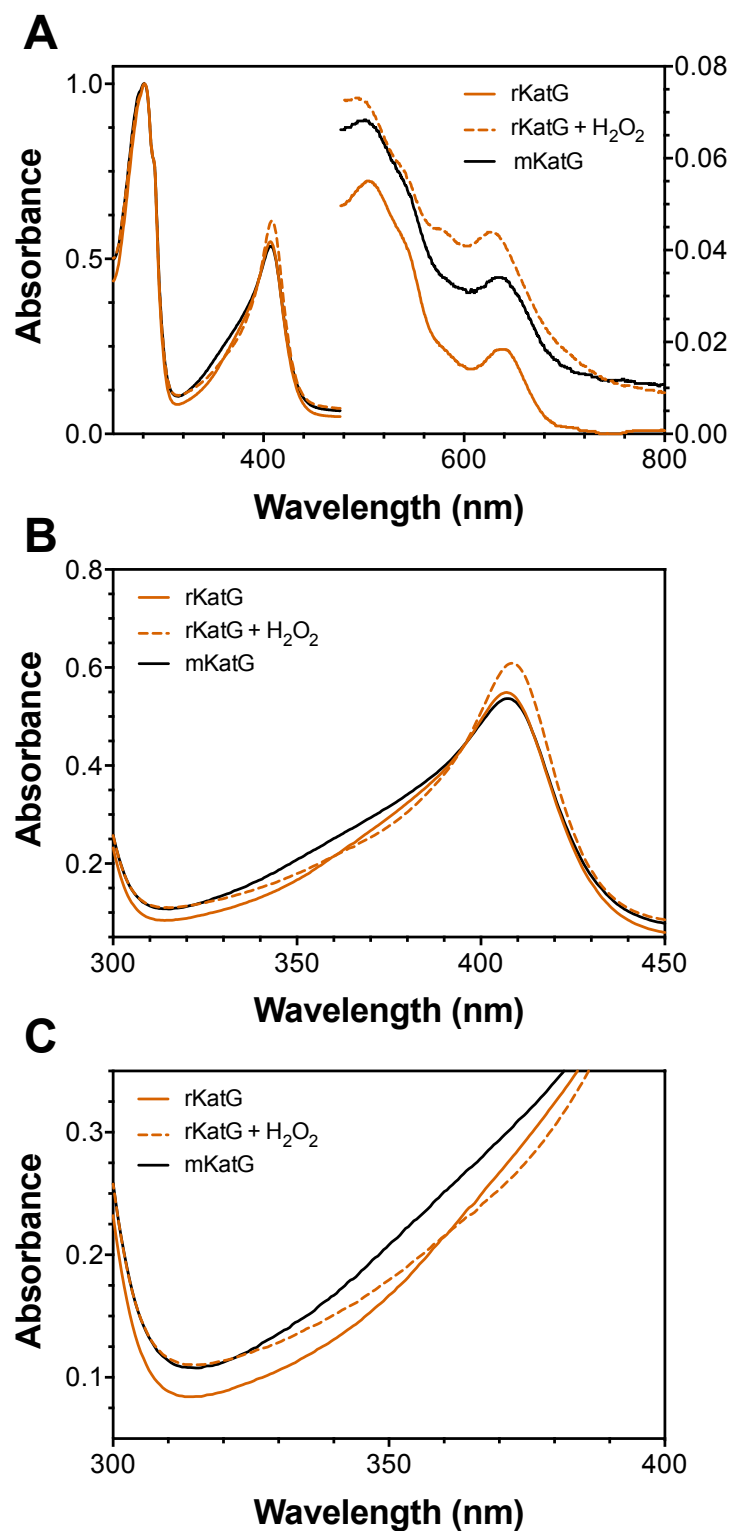 A
1.0
0.5
0.0
Absorbance
rKatG
rKatG + H₂O₂
mKatG
0.08
0.06
0.04
0.02
0.00
400 600 800
Wavelength (nm)
B
0.8
0.6
0.4
0.2
Absorbance
rKatG
rKatG + H₂O₂
mKatG
300 350 400 450
Wavelength (nm)
C
0.3
0.2
0.1
Absorbance
rKatG
rKatG + H₂O₂
mKatG
300 350 400
Wavelength (nm)